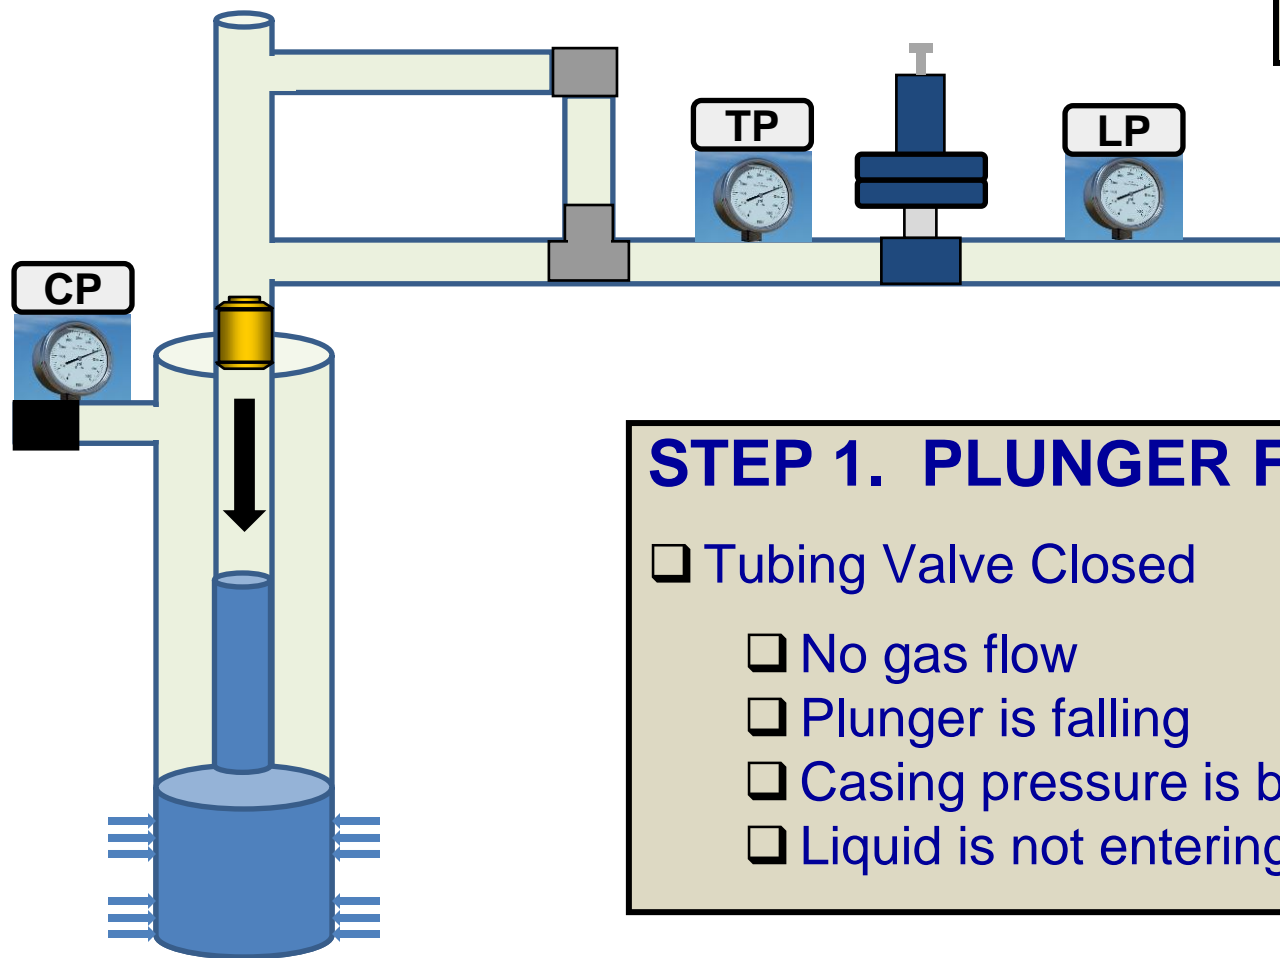 TP
LP
CP
STEP 1. PLUNGER F
Tubing Valve Closed
No gas flow
Plunger is falling
Casing pressure is b
Liquid is not entering